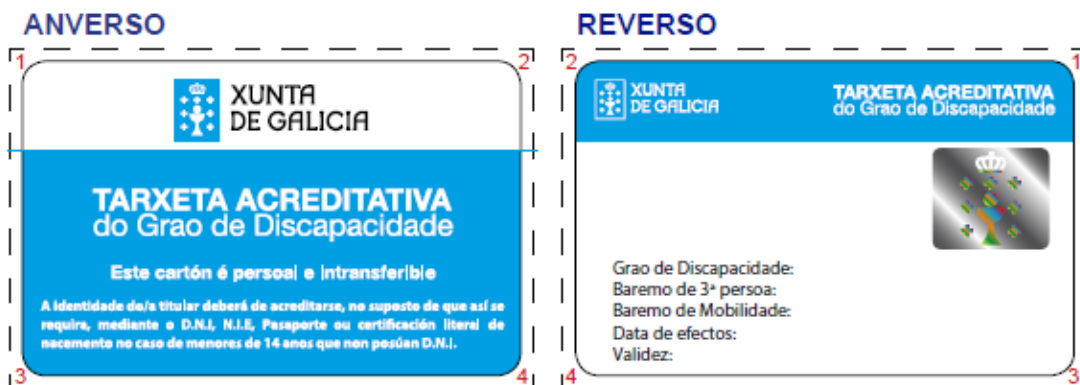 ANVERSO
1
2
XUNTA
DE GALICIA
TARXETA ACREDITATIVA
do Grao de Discapacidade
Este cartón é persoal e intransferible
A identidade do/a titular deberá de acreditarse, no suposto de que así se
require, mediante o D.N.I, N.I.E, Pasaporte ou certificación literal de
nacemento no caso de menores de 14 anos que non posúan D.N.I.
3
4
REVERSO
2
1
XUNTA
DE GALICIA
TARXETA ACREDITATIVA
do Grao de Discapacidade
Grao de Discapacidade:
Baremo de 3ª persoa:
Baremo de Mobilidade:
Data de efectos:
Validez:
4
3